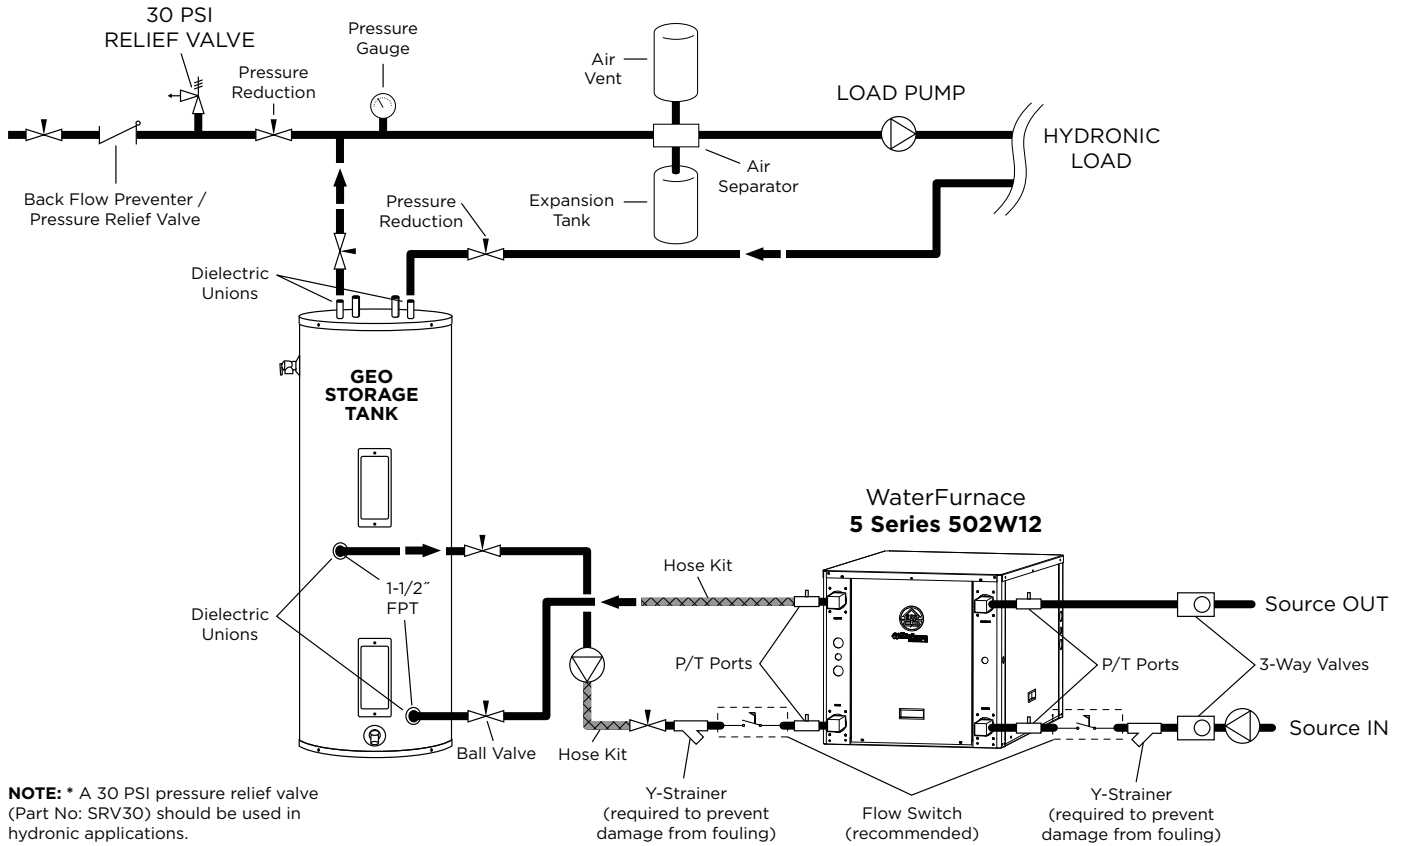 30 PSI
RELIEF VALVE
Pressure
Reduction
Pressure
Gauge
Air
Vent
LOAD PUMP
HYDRONIC
LOAD
Back Flow Preventer /
Pressure Relief Valve
Pressure
Reduction
Expansion
Tank
Air
Separator
Dielectric
Unions
GEO
STORAGE
TANK
WaterFurnace
5 Series 502W12
Hose Kit
1-1/2˝
FPT
Dielectric
Unions
Source OUT
P/T Ports
P/T Ports
3-Way Valves
Source IN
Ball Valve
Hose Kit
Y-Strainer
(required to prevent
damage from fouling)
Flow Switch
(recommended)
Y-Strainer
(required to prevent
damage from fouling)
NOTE: * A 30 PSI pressure relief valve
(Part No: SRV30) should be used in
hydronic applications.